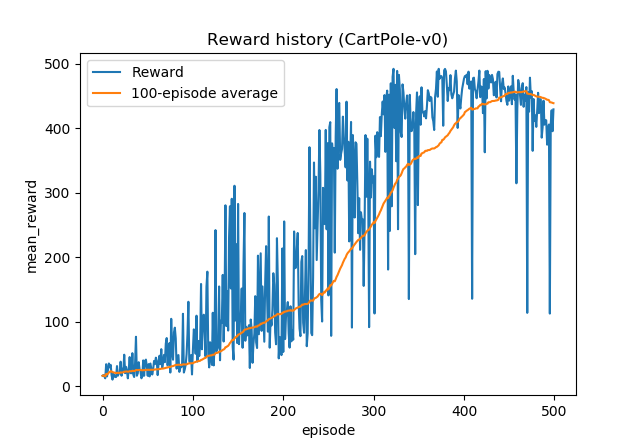 Reward history (CartPole-v0)
Reward
100-episode average
mean_reward
500
400
300
200
100
0
0 100 200 300 400 500
episode